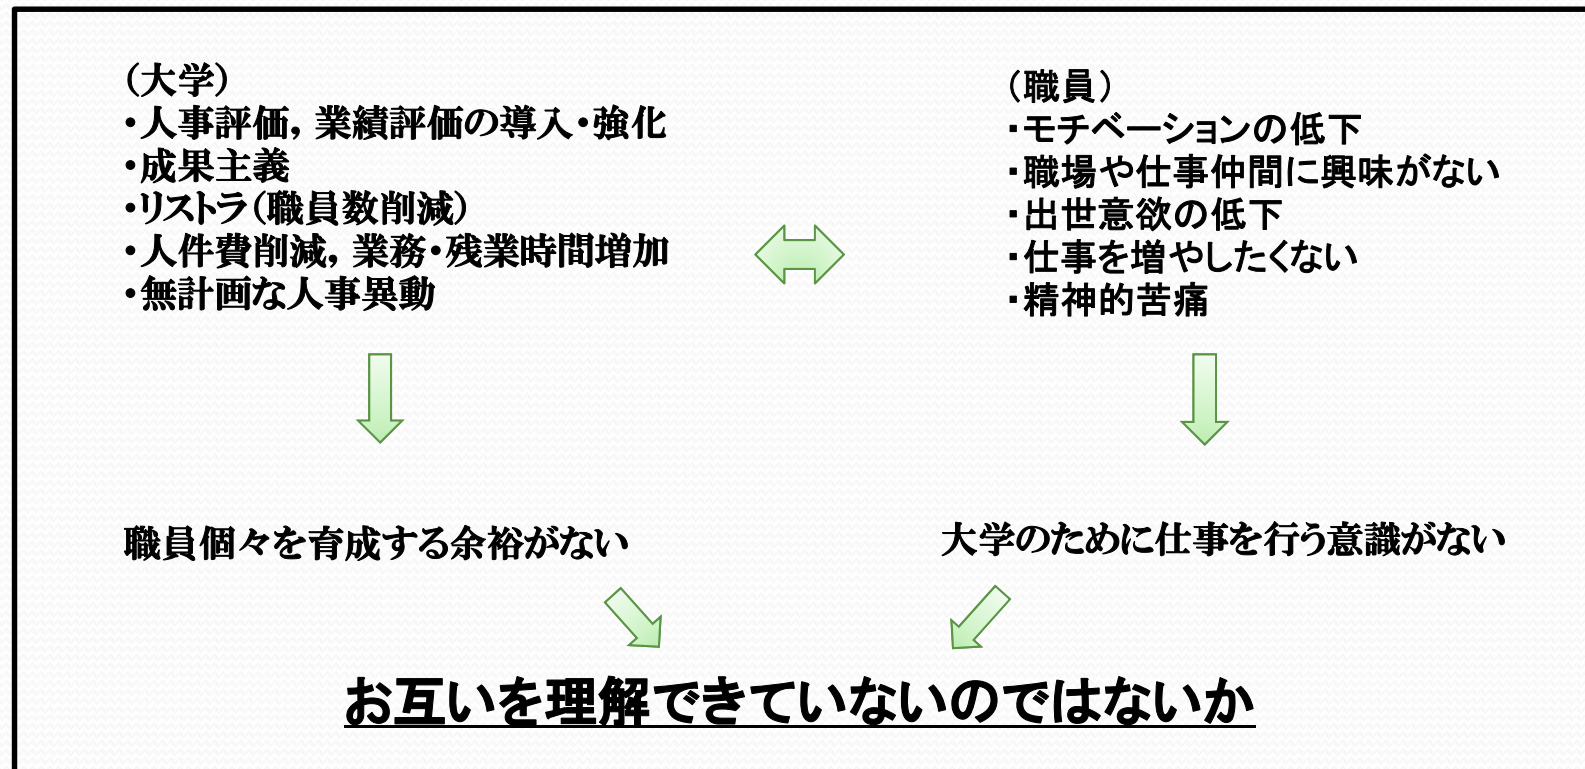 （大学）
・人事評価，業績評価の導入・強化
・成果主義
・リストラ（職員数削減）
・人件費削減，業務・残業時間増加
・無計画な人事異動
（職員）
・モチベーションの低下
・職場や仕事仲間に興味がない
・出世意欲の低下
・仕事を増やしたくない
・精神的苦痛
職員個々を育成する余裕がない
大学のために仕事を行う意識がない
お互いを理解できていないのではないか